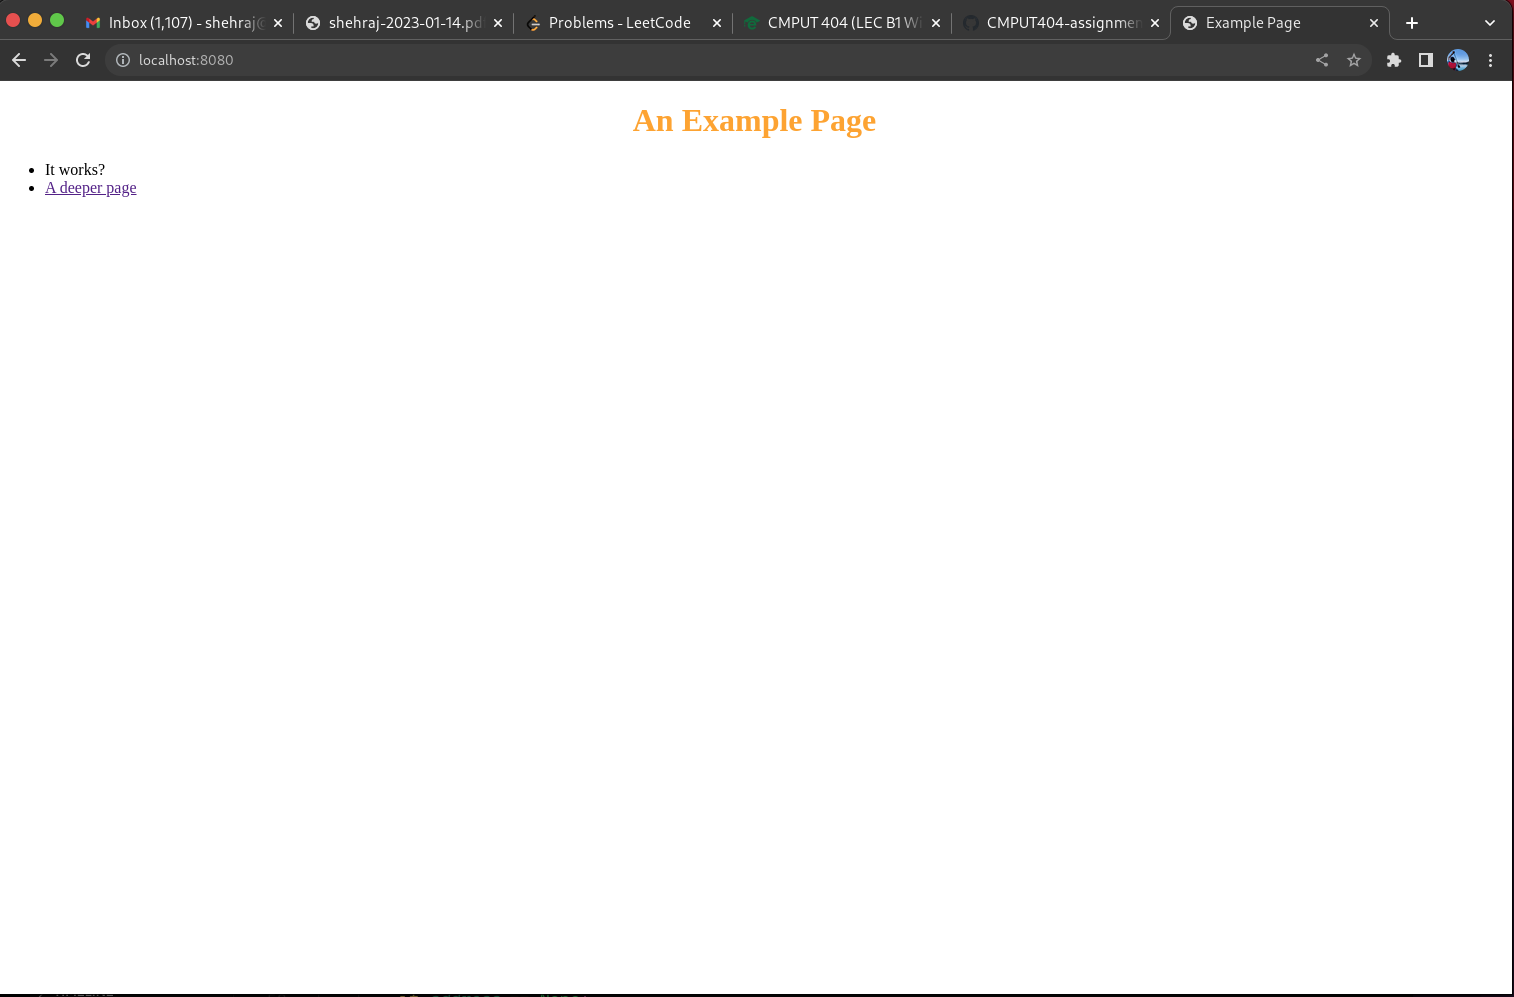 Inbox (1,107) - shehraj@
shehraj-2023-01-14.pd
Problems - LeetCode
CMPUT 404 (LEC B1 Wi
CMPUT404-assignmen
Example Page
localhost:8080
An Example Page
It works?
A deeper page